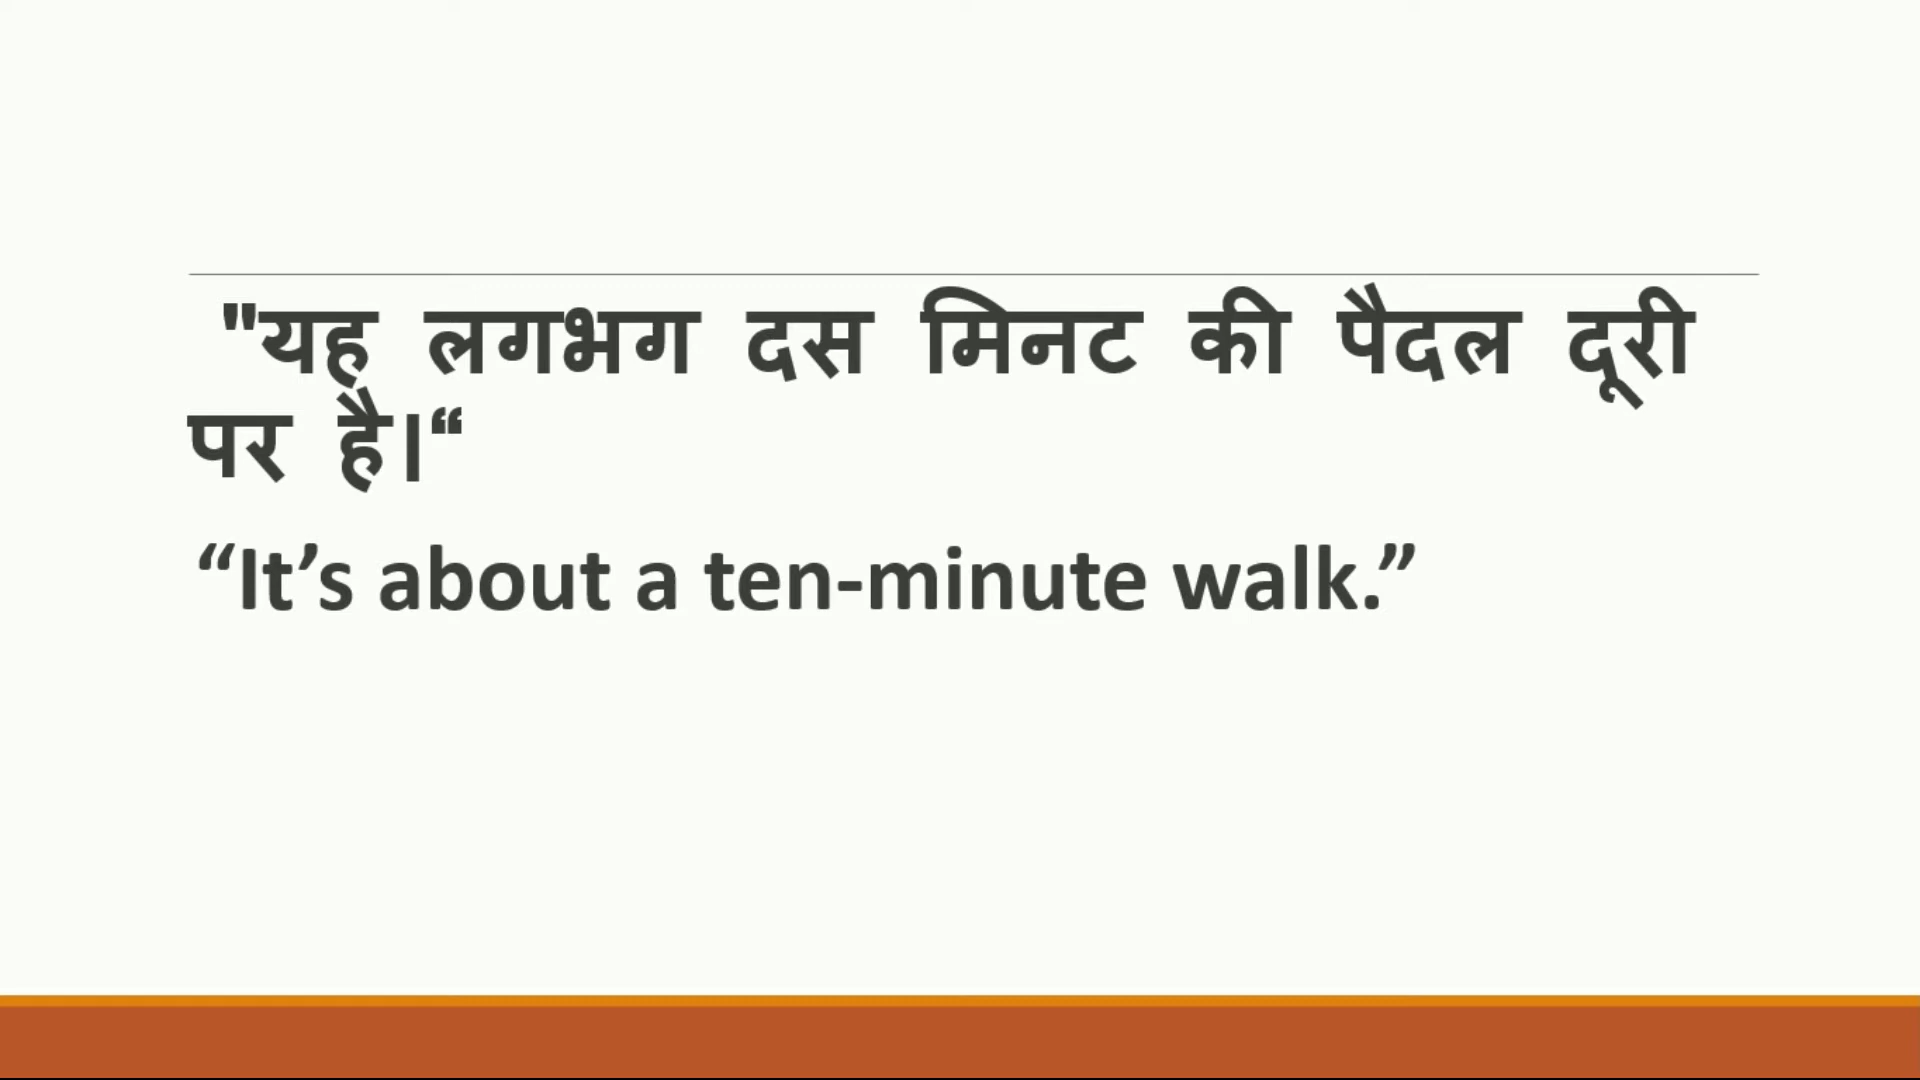 "यह लगभग दस मिनट की पैदल दूरी
पर है।“
“It’s about a ten-minute walk.”